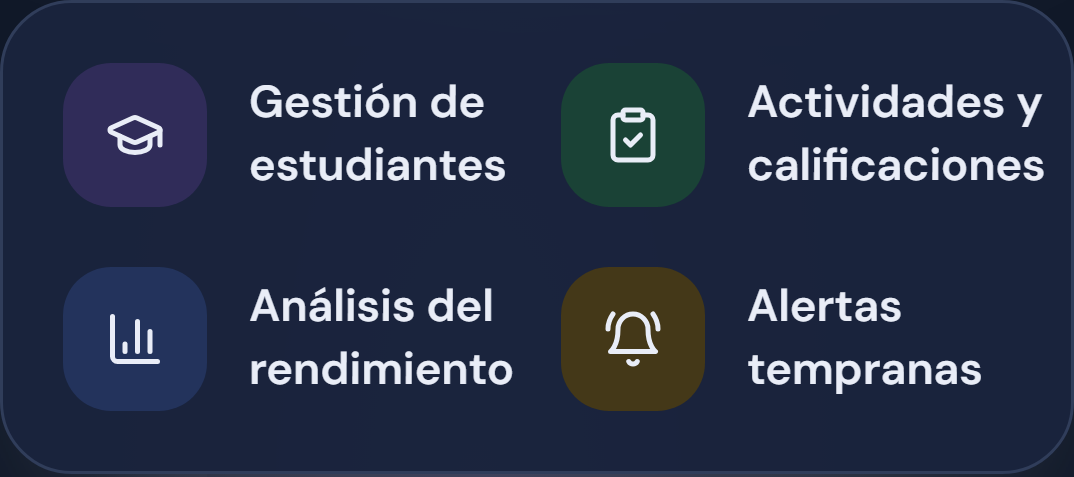 Gestión de
estudiantes
Actividades y
calificaciones
Análisis del
rendimiento
Alertas
tempranas